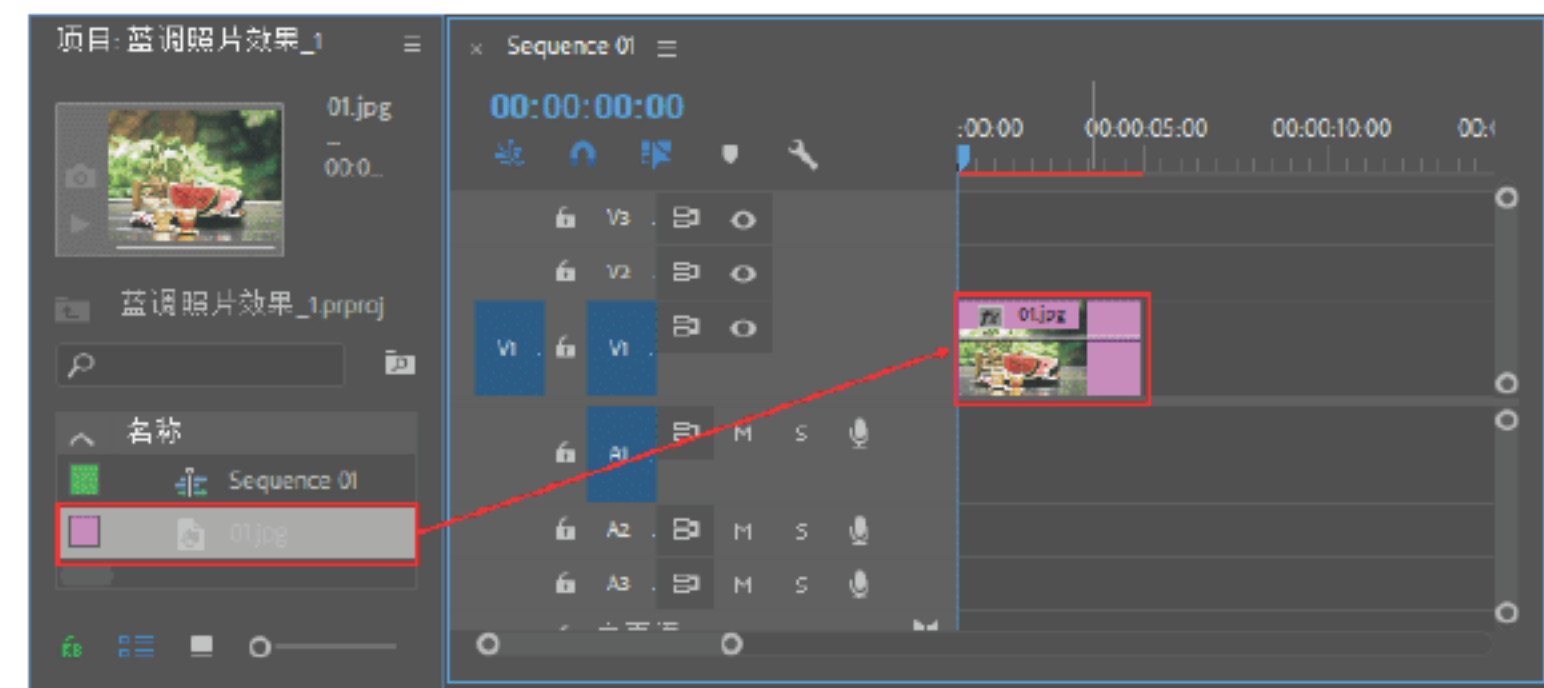 项目: 蓝调照片效果_1
01.jpg
00:0...
蓝调照片效果_1.prproj
名称
Sequence 01
01.jpg
× Sequence 01
00:00:00:00
:00:00 00:00:05:00 00:00:10:00
V3
V2
V1 V1
fx 01.jpg
A1 M S
A2 M S
A3 M S